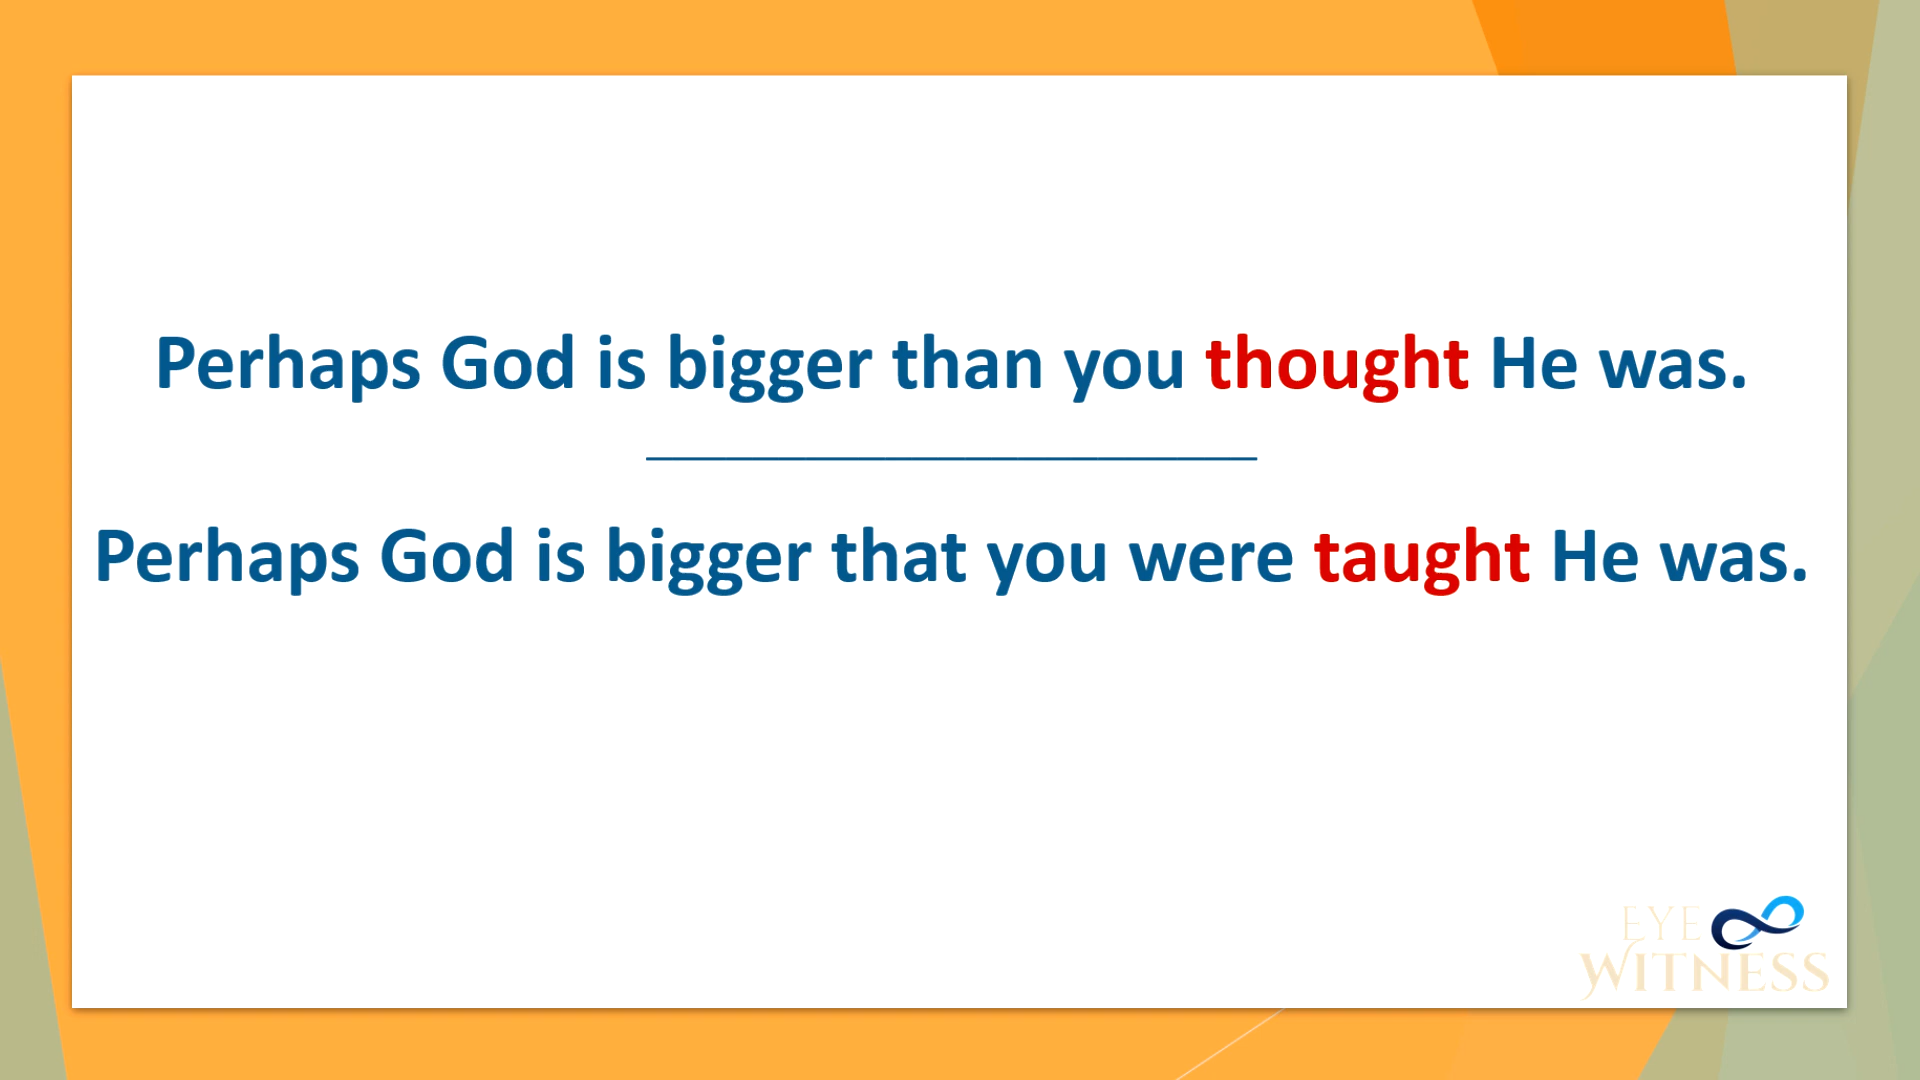 Perhaps God is bigger than you thought He was.
Perhaps God is bigger that you were taught He was.
EYE
WITNESS